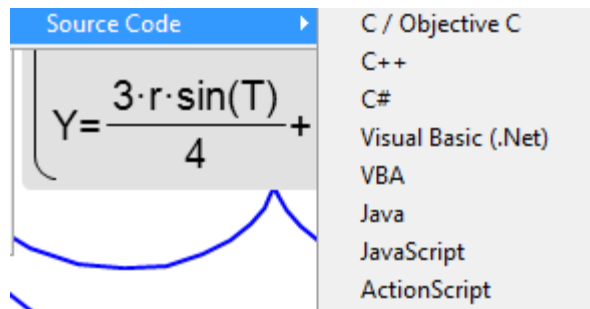 Source Code
C / Objective C
C++
C#
Visual Basic (.Net)
VBA
Java
JavaScript
ActionScript
Y=3·r·sin(T)/4+